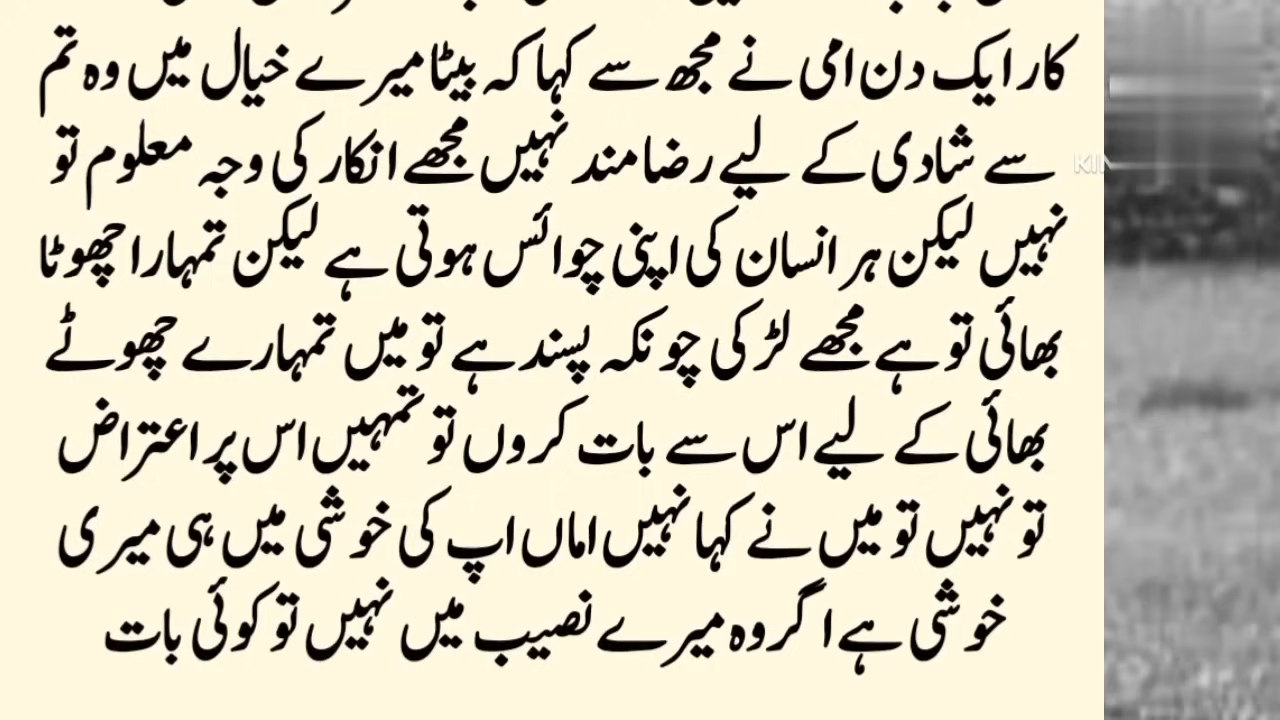 کار ایک دن امی نے مجھ سے کہا کہ بیٹا میرے خیال میں وہ تم
سے شادی کے لیے رضامند نہیں مجھے انکار کی وجہ معلوم تو
نہیں لیکن ہر انسان کی اپنی چوائس ہوتی ہے لیکن تمہارا چھوٹا
بھائی تو ہے مجھے لڑکی چونکہ پسند ہے تو میں تمہارے چھوٹے
بھائی کے لیے اس سے بات کروں تو تمہیں اس پر اعتراض
تو نہیں تو میں نے کہا نہیں اماں اپ کی خوشی میں ہی میری
خوشی ہے اگر وہ میرے نصیب میں نہیں تو کوئی بات